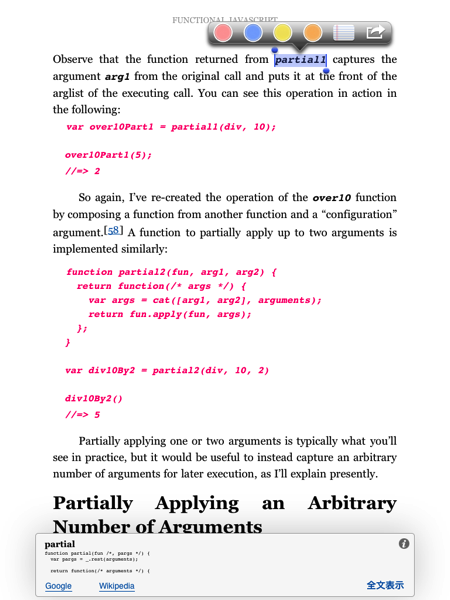 FUNCTIONAL JAVASCRIPT
Observe that the function returned from partial1 captures the
argument arg1 from the original call and puts it at the front of the
arglist of the executing call. You can see this operation in action in
the following:
var over10Part1 = partial1(div, 10);
over10Part1(5);
//=> 2
So again, I've re-created the operation of the over10 function
by composing a function from another function and a “configuration”
argument.[58] A function to partially apply up to two arguments is
implemented similarly:
function partial2(fun, arg1, arg2) {
return function(/* args */) {
var args = cat([arg1, arg2], arguments);
return fun.apply(fun, args);
};
}
var div10By2 = partial2(div, 10, 2)
div10By2()
//=> 5
Partially applying one or two arguments is typically what you'll
see in practice, but it would be useful to instead capture an arbitrary
number of arguments for later execution, as I'll explain presently.
Partially Applying an Arbitrary
Number of Arguments
partial
function partial(fun /*, pargs */) {
var pargs = _.rest(arguments);
return function(/* arguments */) {
Google Wikipedia 全文表示